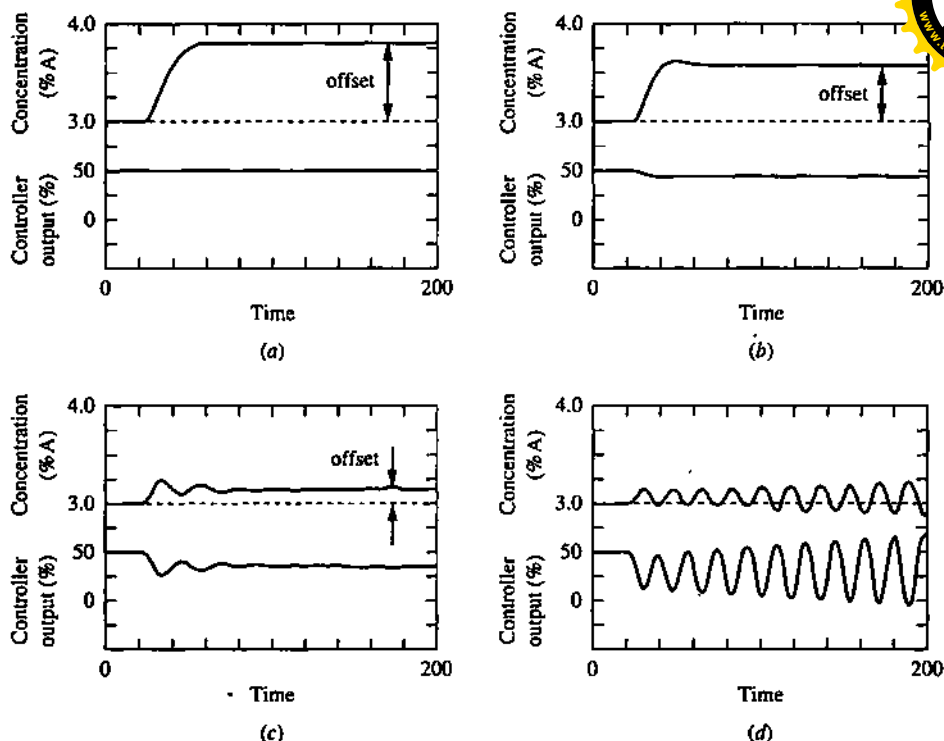 4.0
Concentration
(% A)
offset
3.0
50
Controller
output (%)
0
0
200
Time
(a)
4.0
Concentration
(% A)
offset
3.0
50
Controller
output (%)
0
0
200
Time
(b)
4.0
Concentration
(% A)
offset
3.0
50
Controller
output (%)
0
0
200
Time
(c)
4.0
Concentration
(% A)
3.0
50
Controller
output (%)
0
0
200
Time
(d)